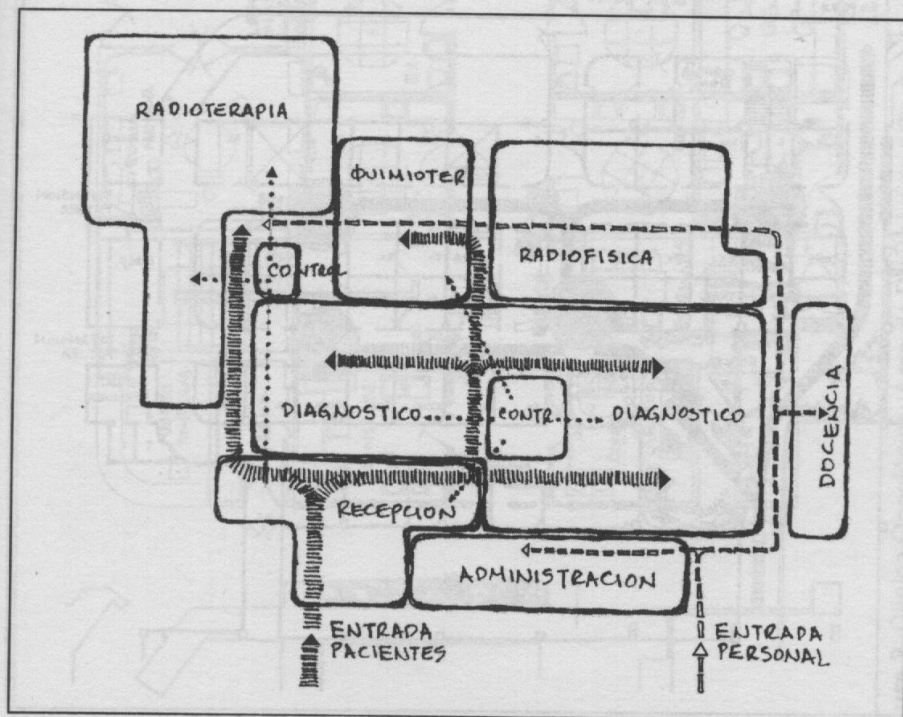 RADIOTERAPIA
QUIMIOTER
RADIOFISICA
CONTROL
DIAGNOSTICO
CONTR.
DIAGNOSTICO
DOCENCIA
RECEPCION
ADMINISTRACION
ENTRADA
PACIENTES
ENTRADA
PERSONAL